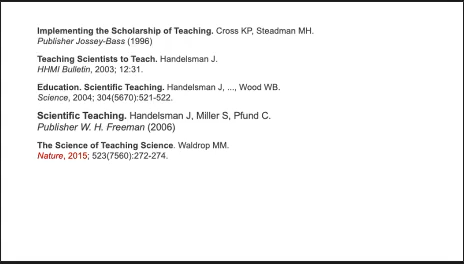 Implementing the Scholarship of Teaching. Cross KP, Steadman MH.
Publisher Jossey-Bass (1996)
Teaching Scientists to Teach. Handelsman J.
HHMI Bulletin, 2003; 12:31.
Education. Scientific Teaching. Handelsman J, ..., Wood WB.
Science, 2004; 304(5670):521-522.
Scientific Teaching. Handelsman J, Miller S, Pfund C.
Publisher W. H. Freeman (2006)
The Science of Teaching Science. Waldrop MM.
Nature, 2015; 523(7560):272-274.